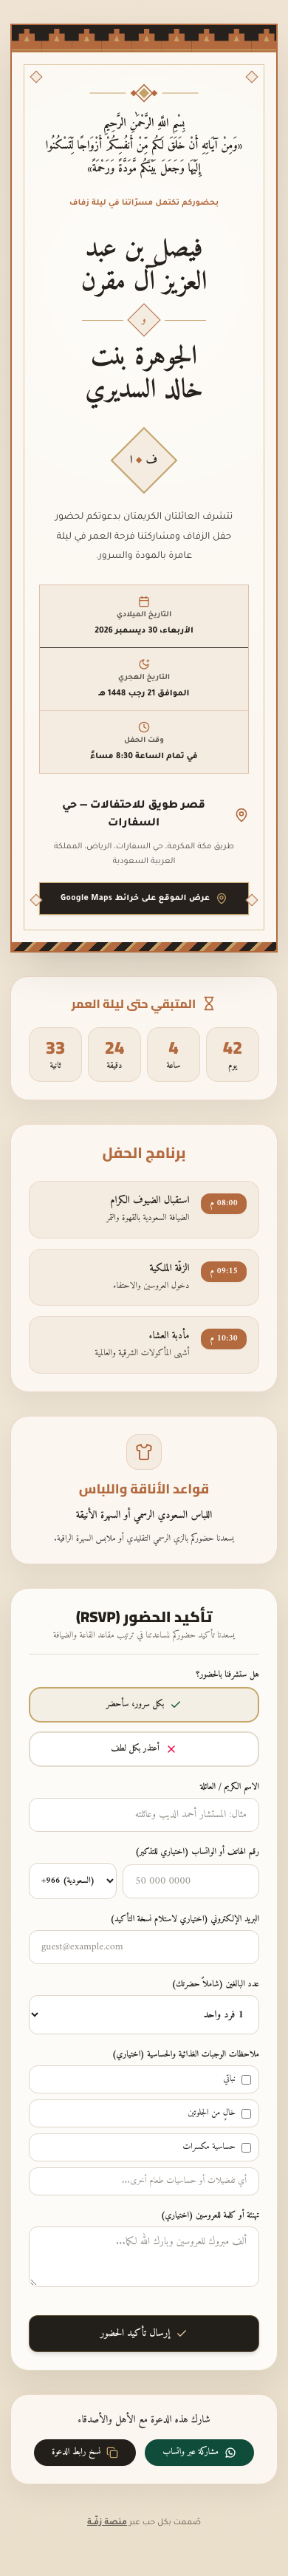 بِسْمِ اللَّهِ الرَّحْمَٰنِ الرَّحِيمِ
«وَمِنْ آيَاتِهِ أَنْ خَلَقَ لَكُم مِّنْ أَنفُسِكُمْ أَزْوَاجًا لِّتَسْكُنُوا
إِلَيْهَا وَجَعَلَ بَيْنَكُم مَّوَدَّةً وَرَحْمَةً»
بحضوركم تكتمل مسرّاتنا في ليلة زفاف
فيصل بن عبد
العزيز آل مقرن
و
الجوهرة بنت
خالد السديري
ف ا
تتشرف العائلتان الكريمتان بدعوتكم لحضور
حفل الزفاف ومشاركتنا فرحة العمر في ليلة
عامرة بالمودة والسرور.
التاريخ الميلادي
الأربعاء، 30 ديسمبر 2026
التاريخ الهجري
الموافق 21 رجب 1448 هـ
وقت الحفل
في تمام الساعة 8:30 مساءً
قصر طويق للاحتفالات — حي
السفارات
طريق مكة المكرمة، حي السفارات، الرياض، المملكة
العربية السعودية
عرض الموقع على خرائط Google Maps
المتبقي حتى ليلة العمر
42
يوم
4
ساعة
24
دقيقة
33
ثانية
برنامج الحفل
08:00 م
استقبال الضيوف الكرام
الضيافة السعودية بالقهوة والتمر
09:15 م
الزفّة الملكية
دخول العروسين والاحتفاء
10:30 م
مأدبة العشاء
أشهى المأكولات الشرقية والعالمية
قواعد الأناقة واللباس
اللباس السعودي الرسمي أو السهرة الأنيقة
يسعدنا حضوركم بالزي الرسمي التقليدي أو ملابس السهرة الراقية.
تأكيد الحضور (RSVP)
يسعدنا تأكيد حضوركم لمساعدتنا في ترتيب مقاعد القاعة والضيافة
هل ستشرفنا بالحضور؟
بكل سرور، سأحضر
أعتذر بكل لطف
الاسم الكريم / العائلة
مثال: المستشار أحمد الديب وعائلته
رقم الهاتف أو الواتساب (اختياري للتذكير)
50 000 0000
+966 (السعودية)
البريد الإلكتروني (اختياري لاستلام نسخة التأكيد)
guest@example.com
عدد البالغين (شاملاً حضرتك)
1 فرد واحد
ملاحظات الوجبات الغذائية والحساسية (اختياري)
نباتي
خالٍ من الجلوتين
حساسية مكسرات
أي تفضيلات أو حساسيات طعام أخرى...
تهنئة أو كلمة للعروسين (اختياري)
ألف مبروك للعروسين وبارك الله لكما...
إرسال تأكيد الحضور
شارك هذه الدعوة مع الأهل والأصدقاء
مشاركة عبر واتساب
نسخ رابط الدعوة
صُممت بكل حب عبر منصة زفّـة